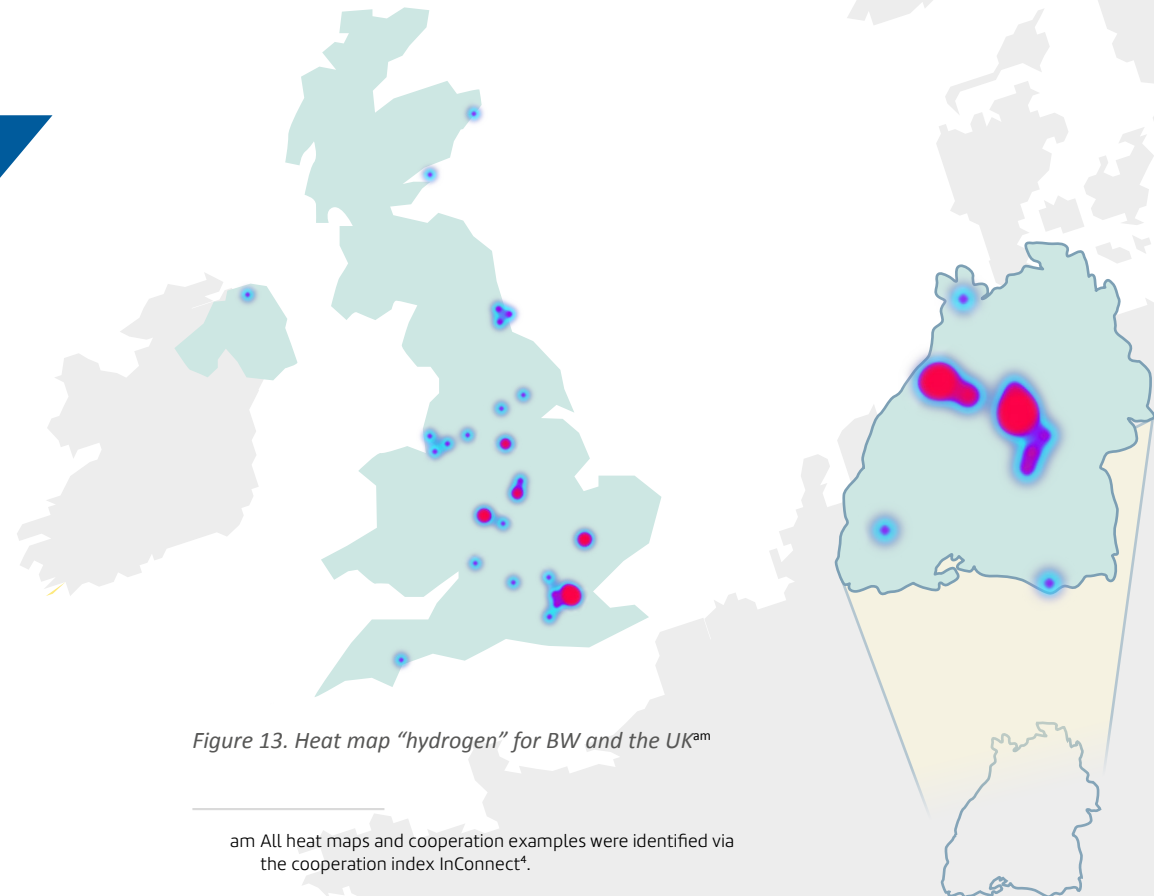 Figure 13. Heat map “hydrogen” for BW and the UKᵃᵐ
am All heat maps and cooperation examples were identified via
the cooperation index InConnect⁴.